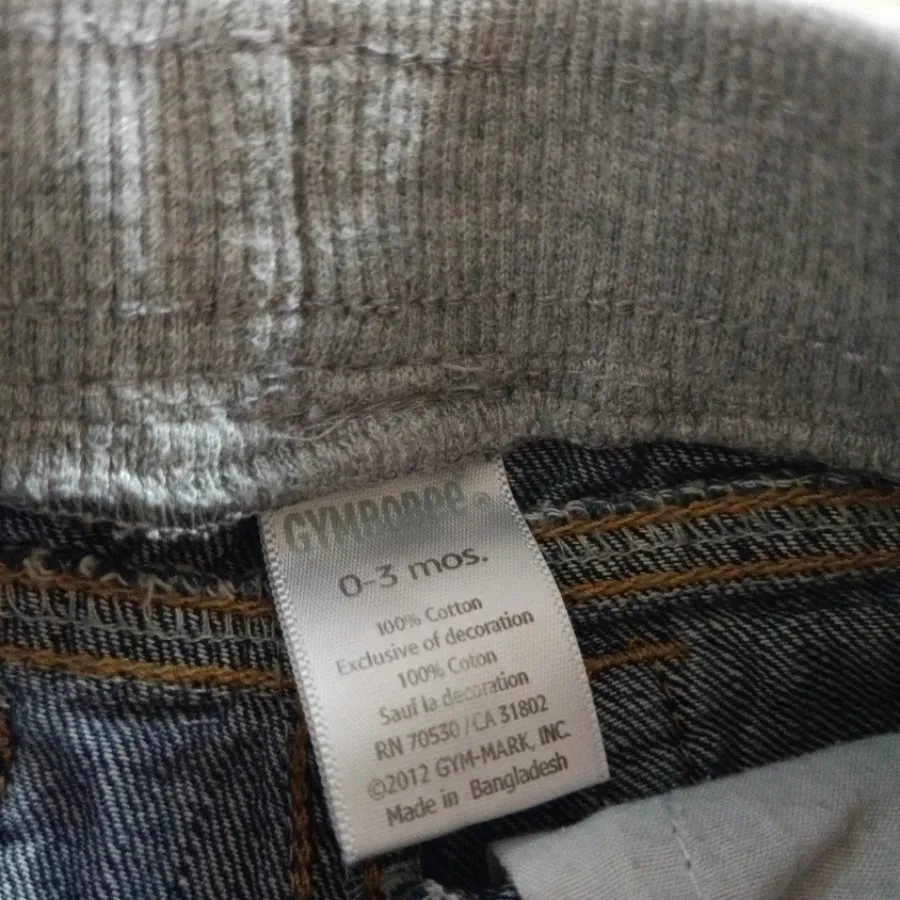 GYMBOREE®
0-3 mos.
100% Cotton
Exclusive of decoration
100% Coton
Sauf la decoration
RN 70530 / CA 31802
©2012 GYM-MARK, INC.
Made in Bangladesh